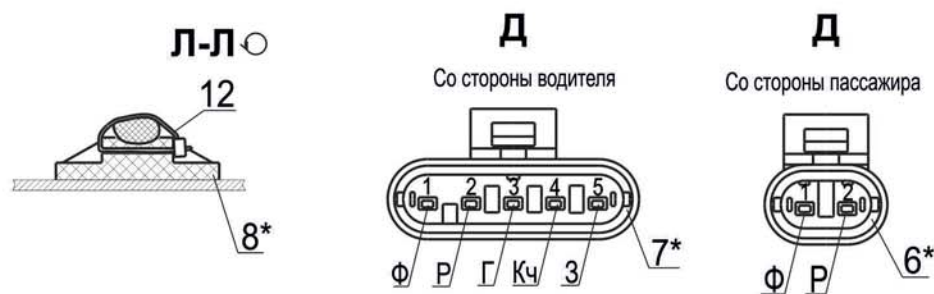 Л-Л
12
8*
Д
Со стороны водителя
1 2 3 4 5
7*
Ф Р Г Кч З
Д
Со стороны пассажира
1 2
6*
Ф Р